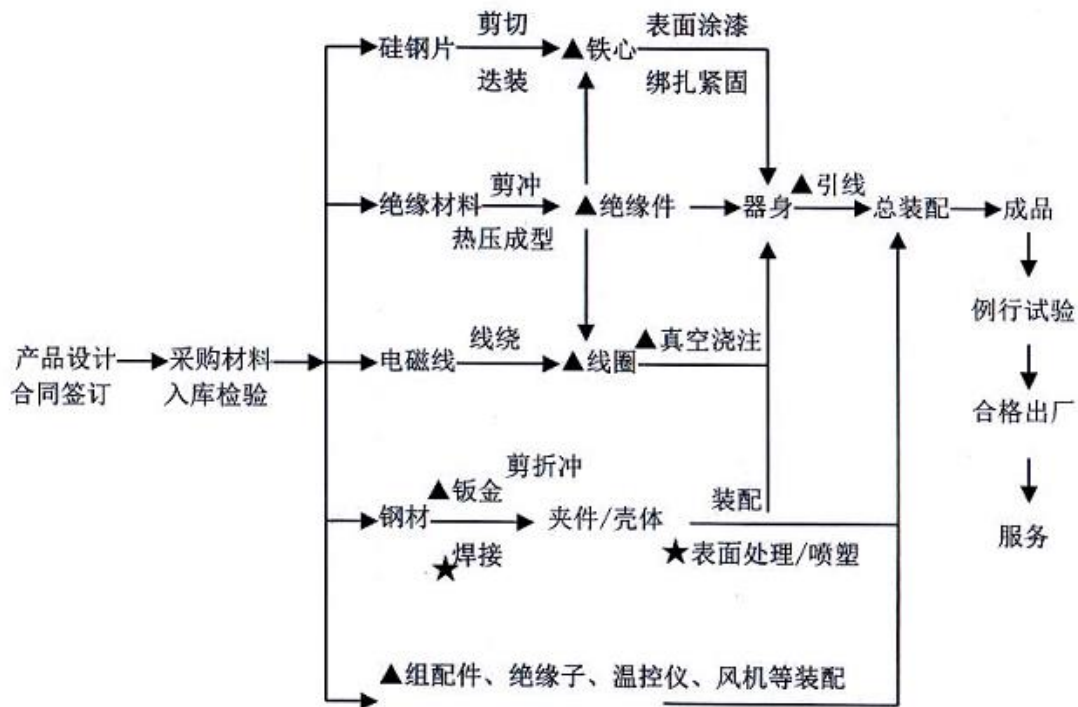 剪切
表面涂漆
硅钢片
▲铁心
迭装
绑扎紧固
剪冲
▲引线
绝缘材料
▲绝缘件
器身
总装配
成品
热压成型
例行试验
线绕
▲真空浇注
产品设计
采购材料
电磁线
▲线圈
合同签订
入库检验
合格出厂
剪折冲
▲钣金
装配
钢材
夹件/壳体
服务
★焊接
★表面处理/喷塑
▲组配件、绝缘子、温控仪、风机等装配